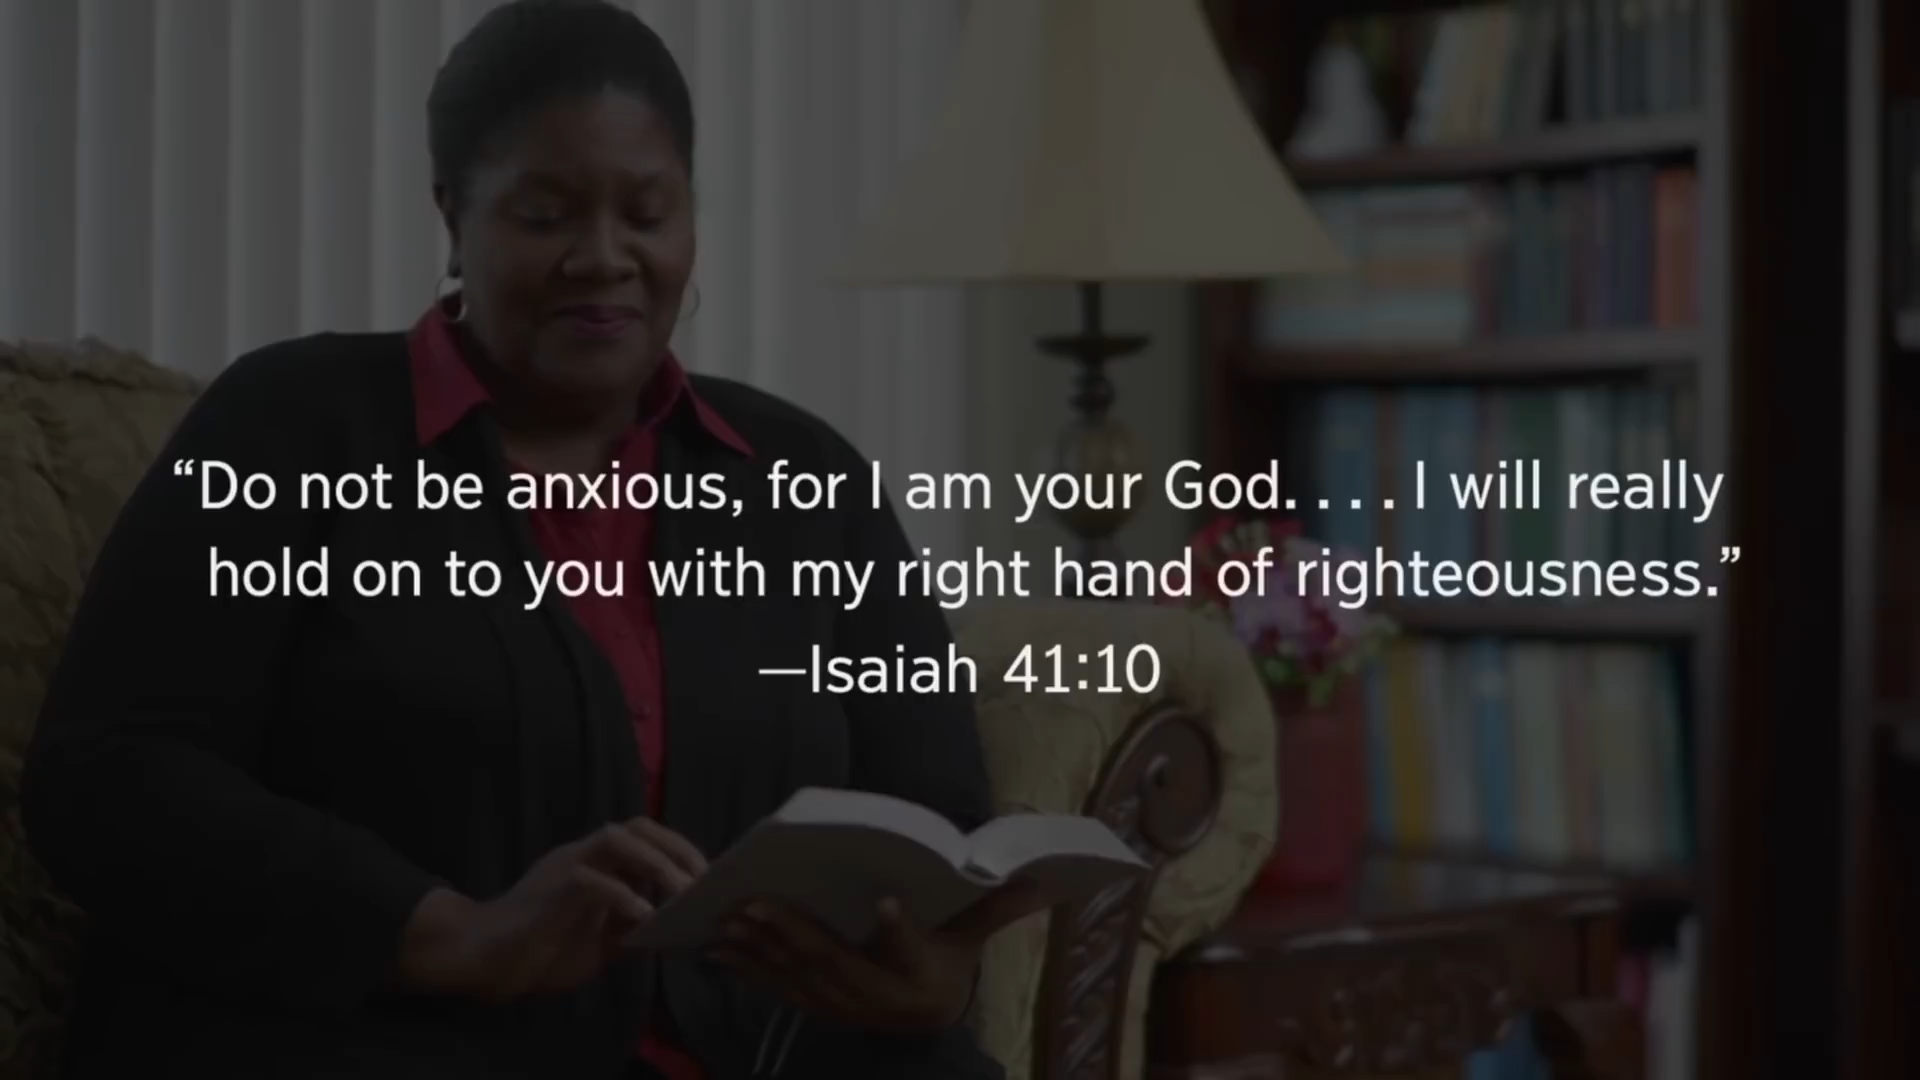 “Do not be anxious, for I am your God. . . . I will really
hold on to you with my right hand of righteousness.”
—Isaiah 41:10